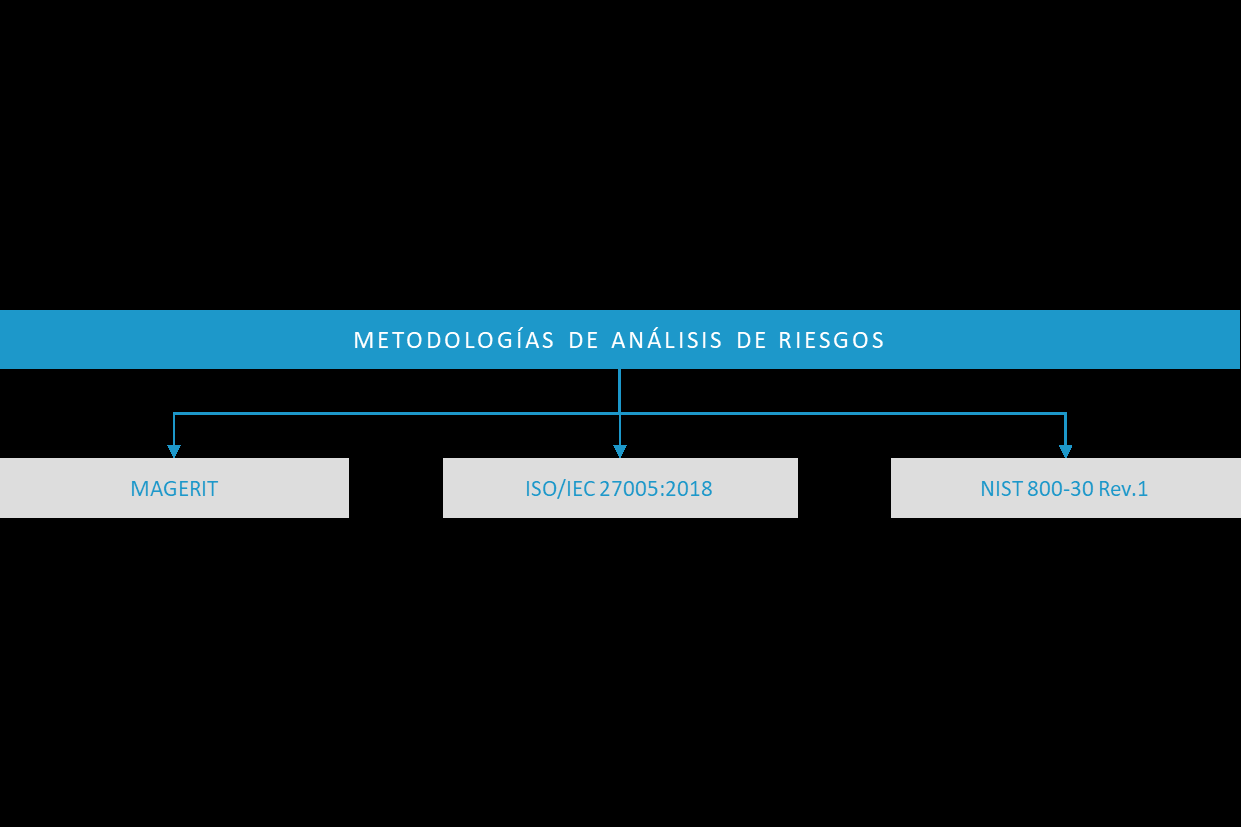 METODOLOGÍAS DE ANÁLISIS DE RIESGOS
MAGERIT
ISO/IEC 27005:2018
NIST 800-30 Rev.1